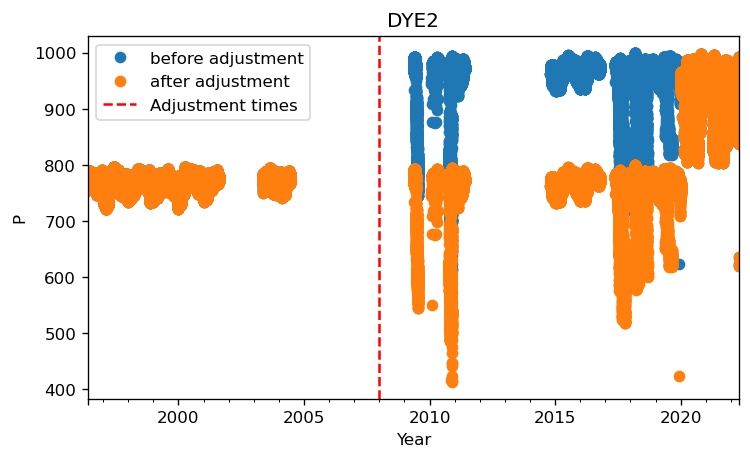 DYE2
before adjustment
after adjustment
Adjustment times
1000
900
800
700
600
500
400
P
2000
2005
2010
2015
2020
Year